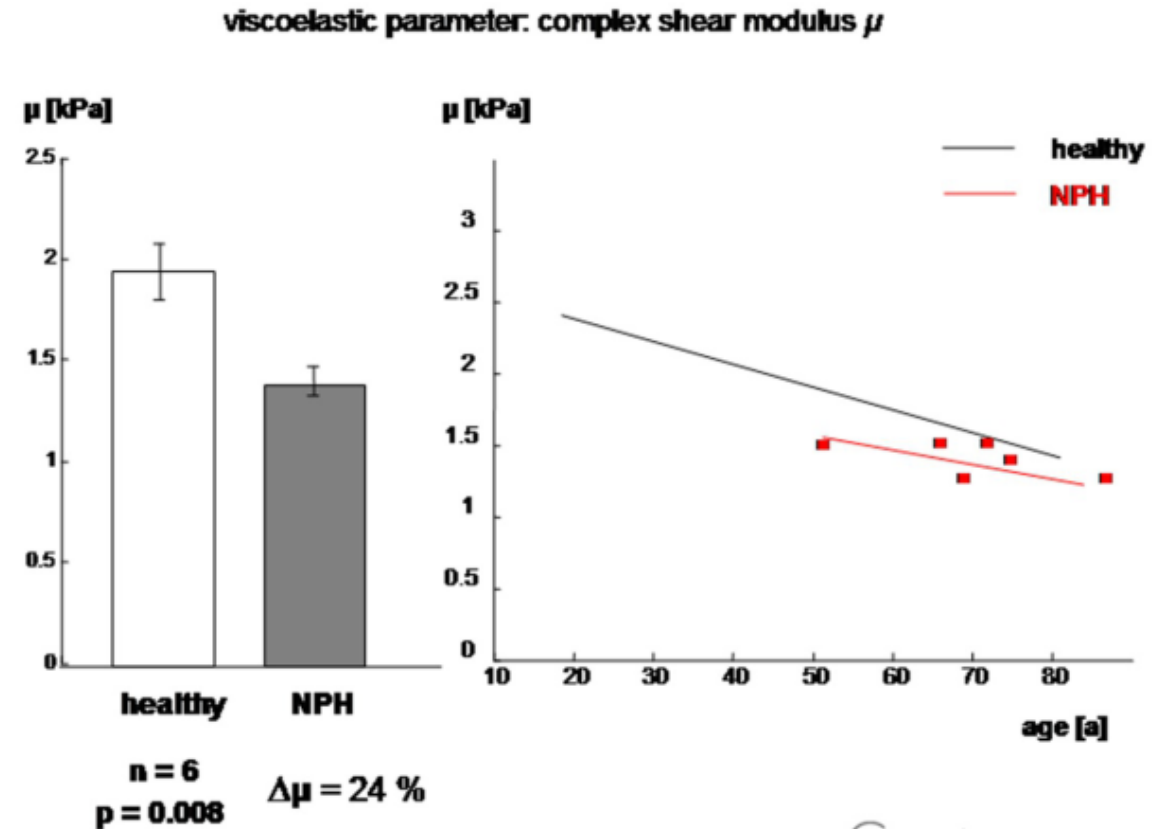 viscoelastic parameter: complex shear modulus μ
μ [kPa]
2.5
2
1.5
1
0.5
0
healthy NPH
n = 6
p = 0.008
Δμ = 24 %
μ [kPa]
healthy
NPH
3
2.5
2
1.5
1
0.5
0
10 20 30 40 50 60 70 80
age [a]